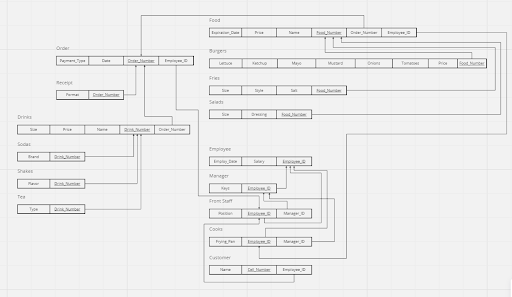 Food
Expiration_Date Price Name Food_Number Order_Number Employee_ID
Order
Payment_Type Date Order_Number Employee_ID
Burgers
Lettuce Ketchup Mayo Mustard Onions Tomatoes Price Food_Number
Receipt
Format Order_Number
Fries
Size Style Salt Food_Number
Salads
Size Dressing Food_Number
Drinks
Size Price Name Drink_Number Order_Number
Sodas
Brand Drink_Number
Shakes
Flavor Drink_Number
Tea
Type Drink_Number
Employee
Employ_Date Salary Employee_ID
Manager
Keys Employee_ID
Front Staff
Position Employee_ID Manager_ID
Cooks
Frying_Pan Employee_ID Manager_ID
Customer
Name Cell_Number Employee_ID